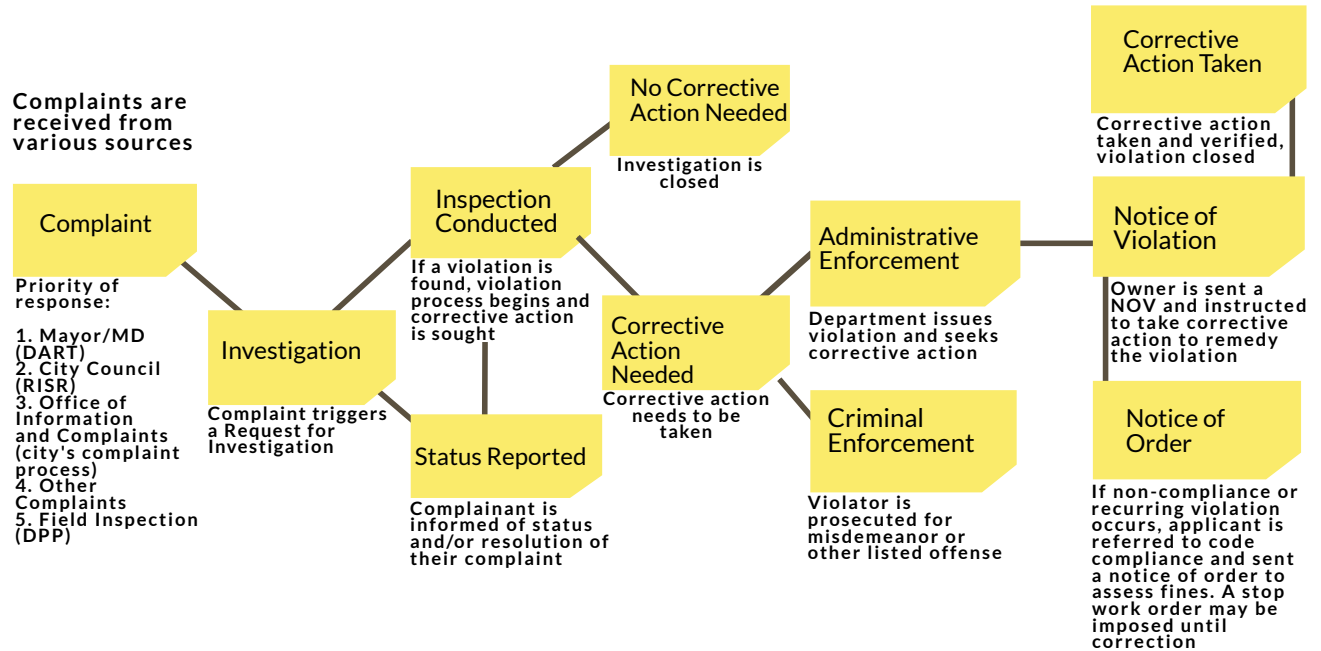 Complaints are
received from
various sources
Complaint
Priority of
response:
1. Mayor/MD
(DART)
2. City Council
(RISR)
3. Office of
Information
and Complaints
(city's complaint
process)
4. Other
Complaints
5. Field Inspection
(DPP)
Investigation
Complaint triggers
a Request for
Investigation
Inspection
Conducted
If a violation is
found, violation
process begins and
corrective action
is sought
Status Reported
Complainant is
informed of status
and/or resolution of
their complaint
No Corrective
Action Needed
Investigation is
closed
Corrective
Action
Needed
Corrective action
needs to be
taken
Administrative
Enforcement
Department issues
violation and seeks
corrective action
Criminal
Enforcement
Violator is
prosecuted for
misdemeanor or
other listed offense
Corrective
Action Taken
Corrective action
taken and verified,
violation closed
Notice of
Violation
Owner is sent a
NOV and instructed
to take corrective
action to remedy
the violation
Notice of
Order
If non-compliance or
recurring violation
occurs, applicant is
referred to code
compliance and sent
a notice of order to
assess fines. A stop
work order may be
imposed until
correction